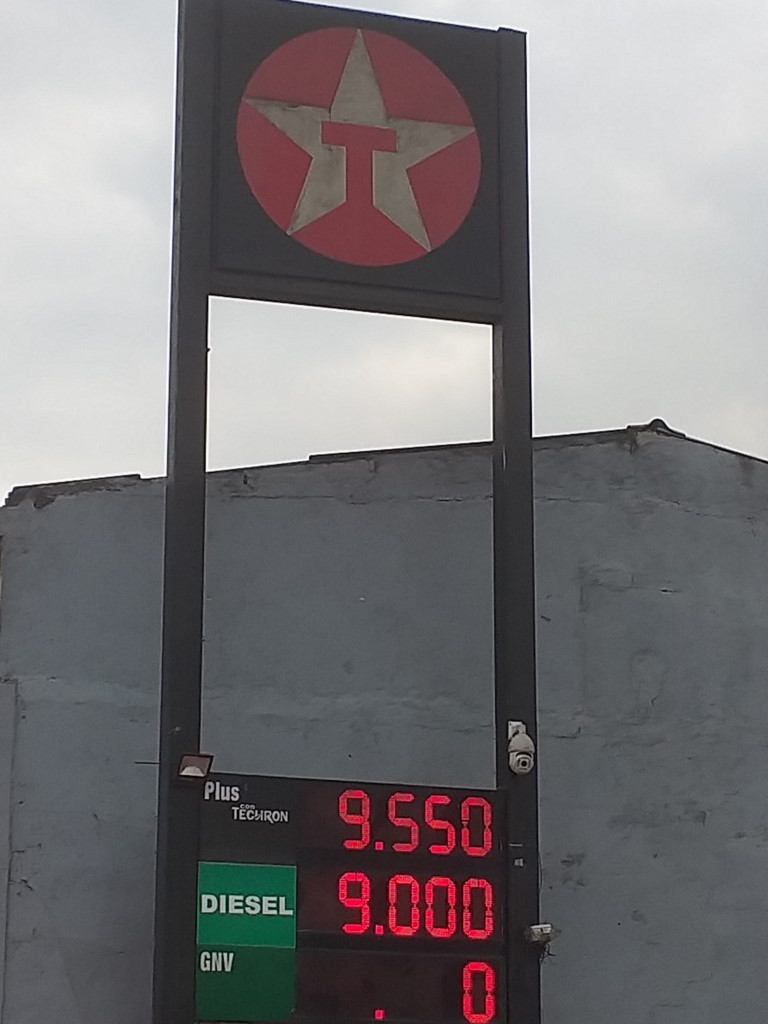 T
Plus
con
TECHRON
9.550
DIESEL
9.000
GNV
. 0